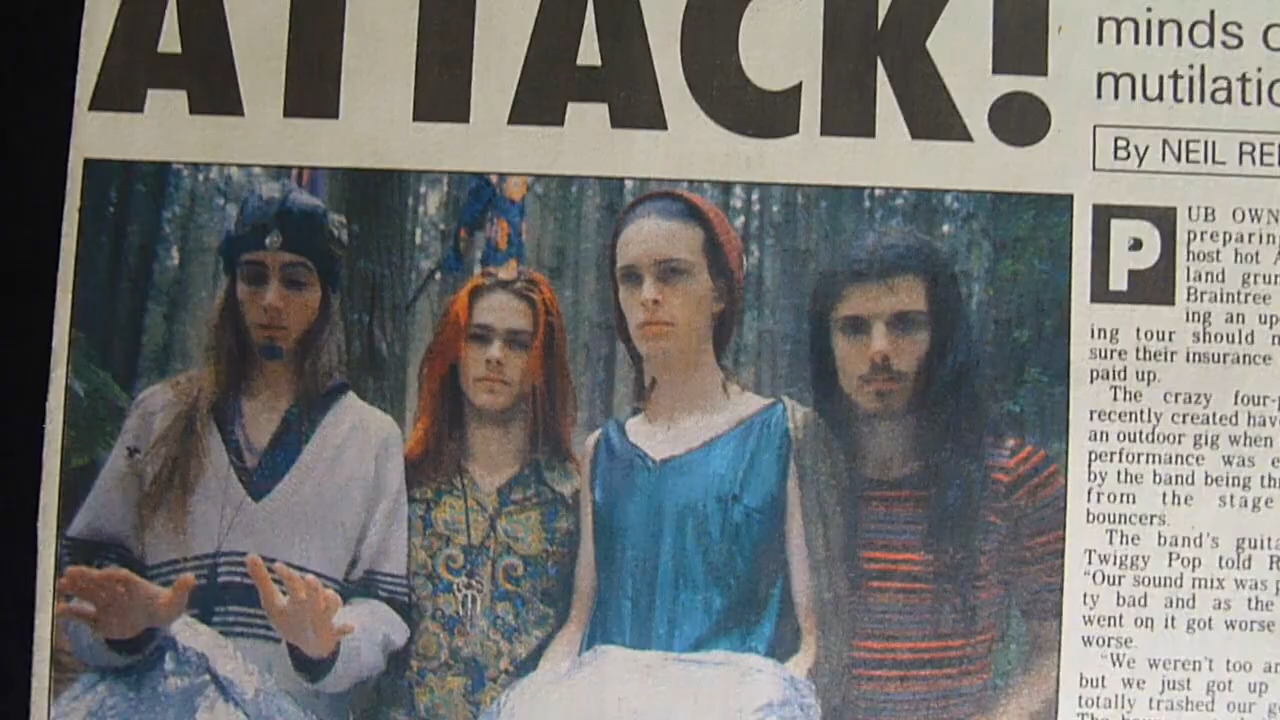 ATTACK!
minds
mutilatio
By NEIL RE
PUB OWN
preparin
host hot A
land grun
Braintree
ing an up
ing tour should n
sure their insurance
paid up.
The crazy four-p
recently created hav
an outdoor gig when
performance was e
by the band being thr
from the stage
bouncers.
The band's guita
Twiggy Pop told R
"Our sound mix was p
ty bad and as the
went on it got worse
worse.
"We weren't too an
but we just got up
totally trashed our g